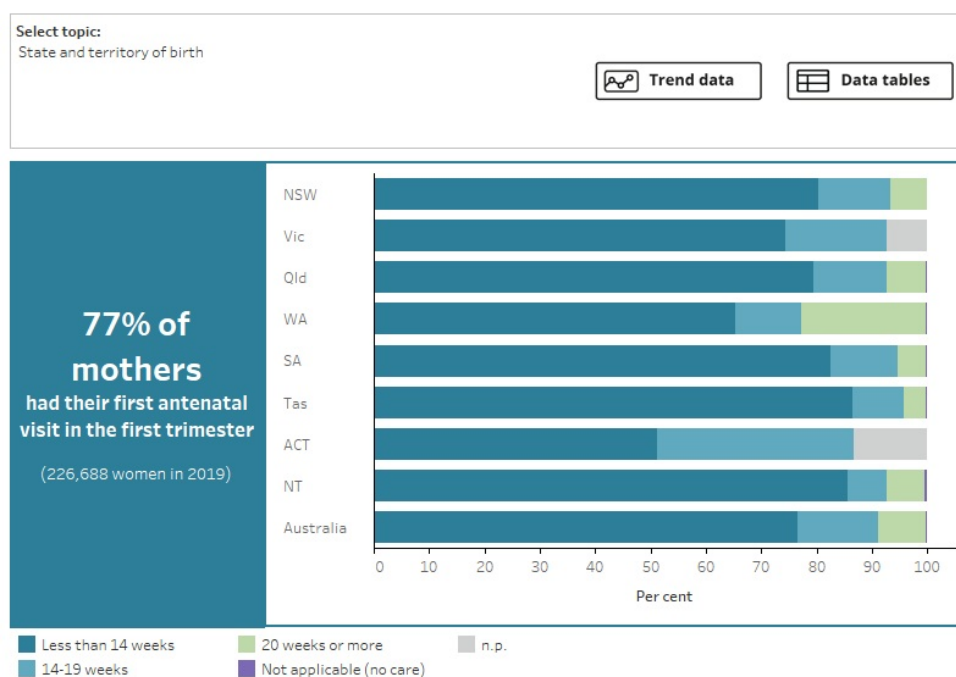 Select topic:
State and territory of birth
Trend data
Data tables
77% of
mothers
had their first antenatal
visit in the first trimester
(226,688 women in 2019)
NSW
Vic
Qld
WA
SA
Tas
ACT
NT
Australia
0 10 20 30 40 50 60 70 80 90 100
Per cent
Less than 14 weeks 20 weeks or more n.p.
14-19 weeks Not applicable (no care)